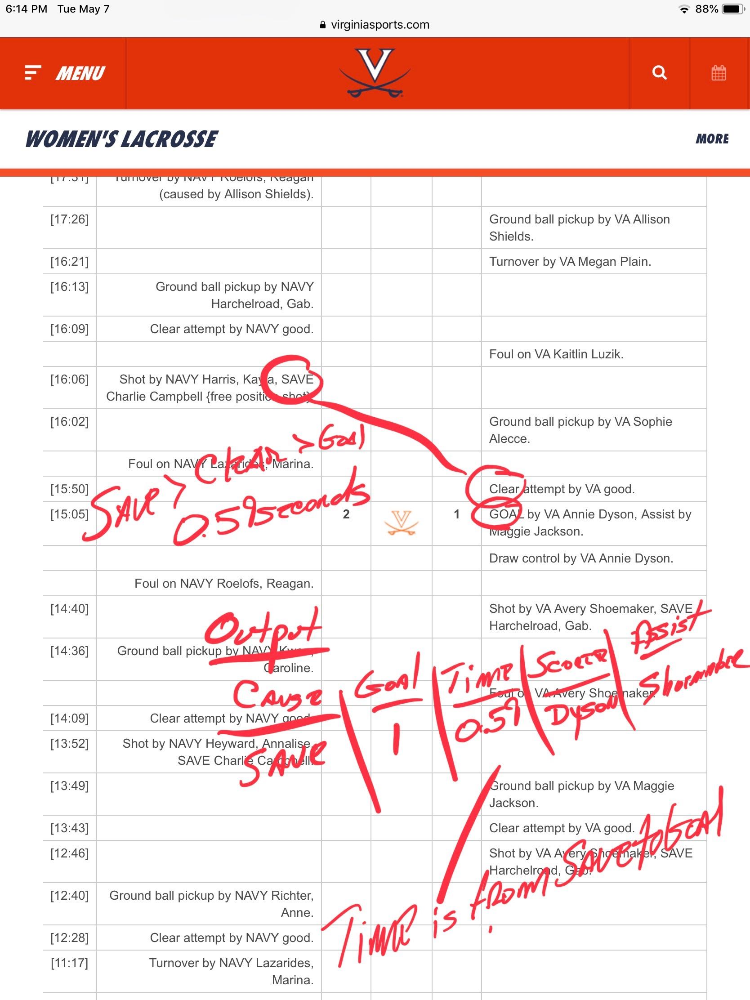 6:14 PM Tue May 7
88%
virginiasports.com
MENU
WOMEN'S LACROSSE
MORE
[17:31] Turnover by NAVY Roelofs, Reagan
(caused by Allison Shields).
[17:26] Ground ball pickup by VA Allison
Shields.
[16:21] Turnover by VA Megan Plain.
[16:13] Ground ball pickup by NAVY
Harchelroad, Gab.
[16:09] Clear attempt by NAVY good.
Foul on VA Kaitlin Luzik.
[16:06] Shot by NAVY Harris, Kayla, SAVE
Charlie Campbell {free position shot}
[16:02] Ground ball pickup by VA Sophie
Alecce.
Foul on NAVY Lazarides, Marina.
SAVE > CLEAR > GOAl
0.59 seconds
[15:50] Clear attempt by VA good.
[15:05] 2 1 GOAL by VA Annie Dyson, Assist by
Maggie Jackson.
Draw control by VA Annie Dyson.
Foul on NAVY Roelofs, Reagan.
[14:40] Shot by VA Avery Shoemaker, SAVE
Harchelroad, Gab.
Output
[14:36] Ground ball pickup by NAVY
Caroline.
Cause | GOAl | Time | Scorer | Assist
Foul on VA Avery Shoemaker.
[14:09] Clear attempt by NAVY good.
SAVE 1 0.59 Dyson Shoemaker
[13:52] Shot by NAVY Heyward, Annalise,
SAVE Charlie Campbell.
[13:49] Ground ball pickup by VA Maggie
Jackson.
[13:43] Clear attempt by VA good.
[12:46] Shot by VA Avery Shoemaker, SAVE
Harchelroad, Gab.
Time is from SAVE to GOAl
[12:40] Ground ball pickup by NAVY Richter,
Anne.
[12:28] Clear attempt by NAVY good.
[11:17] Turnover by NAVY Lazarides,
Marina.